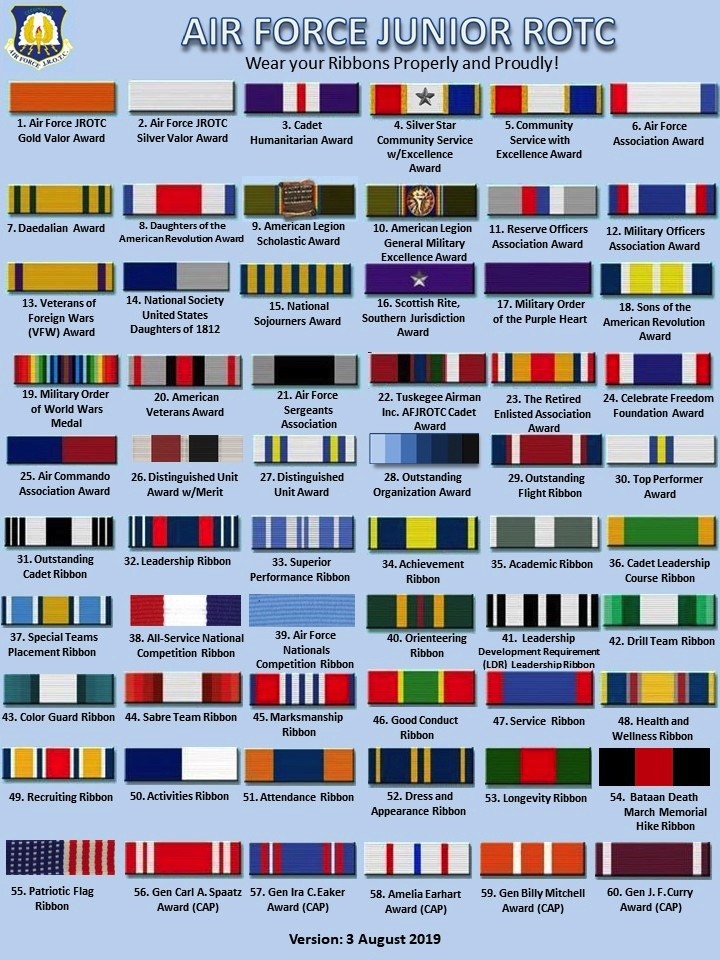 AIR FORCE JUNIOR ROTC
Wear your Ribbons Properly and Proudly!
AIR FORCE J.R.O.T.C.
1. Air Force JROTC
Gold Valor Award
2. Air Force JROTC
Silver Valor Award
3. Cadet
Humanitarian Award
4. Silver Star
Community Service
w/Excellence
Award
5. Community
Service with
Excellence Award
6. Air Force
Association Award
7. Daedalian Award
8. Daughters of the
American Revolution Award
9. American Legion
Scholastic Award
10. American Legion
General Military
Excellence Award
11. Reserve Officers
Association Award
12. Military Officers
Association Award
13. Veterans of
Foreign Wars
(VFW) Award
14. National Society
United States
Daughters of 1812
15. National
Sojourners Award
16. Scottish Rite,
Southern Jurisdiction
Award
17. Military Order
of the Purple Heart
18. Sons of the
American Revolution
Award
19. Military Order
of World Wars
Medal
20. American
Veterans Award
21. Air Force
Sergeants
Association
22. Tuskegee Airman
Inc. AFJROTC Cadet
Award
23. The Retired
Enlisted Association
Award
24. Celebrate Freedom
Foundation Award
25. Air Commando
Association Award
26. Distinguished Unit
Award w/Merit
27. Distinguished
Unit Award
28. Outstanding
Organization Award
29. Outstanding
Flight Ribbon
30. Top Performer
Award
31. Outstanding
Cadet Ribbon
32. Leadership Ribbon
33. Superior
Performance Ribbon
34. Achievement
Ribbon
35. Academic Ribbon
36. Cadet Leadership
Course Ribbon
37. Special Teams
Placement Ribbon
38. All-Service National
Competition Ribbon
39. Air Force
Nationals
Competition Ribbon
40. Orienteering
Ribbon
41. Leadership
Development Requirement
(LDR) Leadership Ribbon
42. Drill Team Ribbon
43. Color Guard Ribbon
44. Sabre Team Ribbon
45. Marksmanship
Ribbon
46. Good Conduct
Ribbon
47. Service Ribbon
48. Health and
Wellness Ribbon
49. Recruiting Ribbon
50. Activities Ribbon
51. Attendance Ribbon
52. Dress and
Appearance Ribbon
53. Longevity Ribbon
54. Bataan Death
March Memorial
Hike Ribbon
55. Patriotic Flag
Ribbon
56. Gen Carl A. Spaatz
Award (CAP)
57. Gen Ira C. Eaker
Award (CAP)
58. Amelia Earhart
Award (CAP)
59. Gen Billy Mitchell
Award (CAP)
60. Gen J. F. Curry
Award (CAP)
Version: 3 August 2019